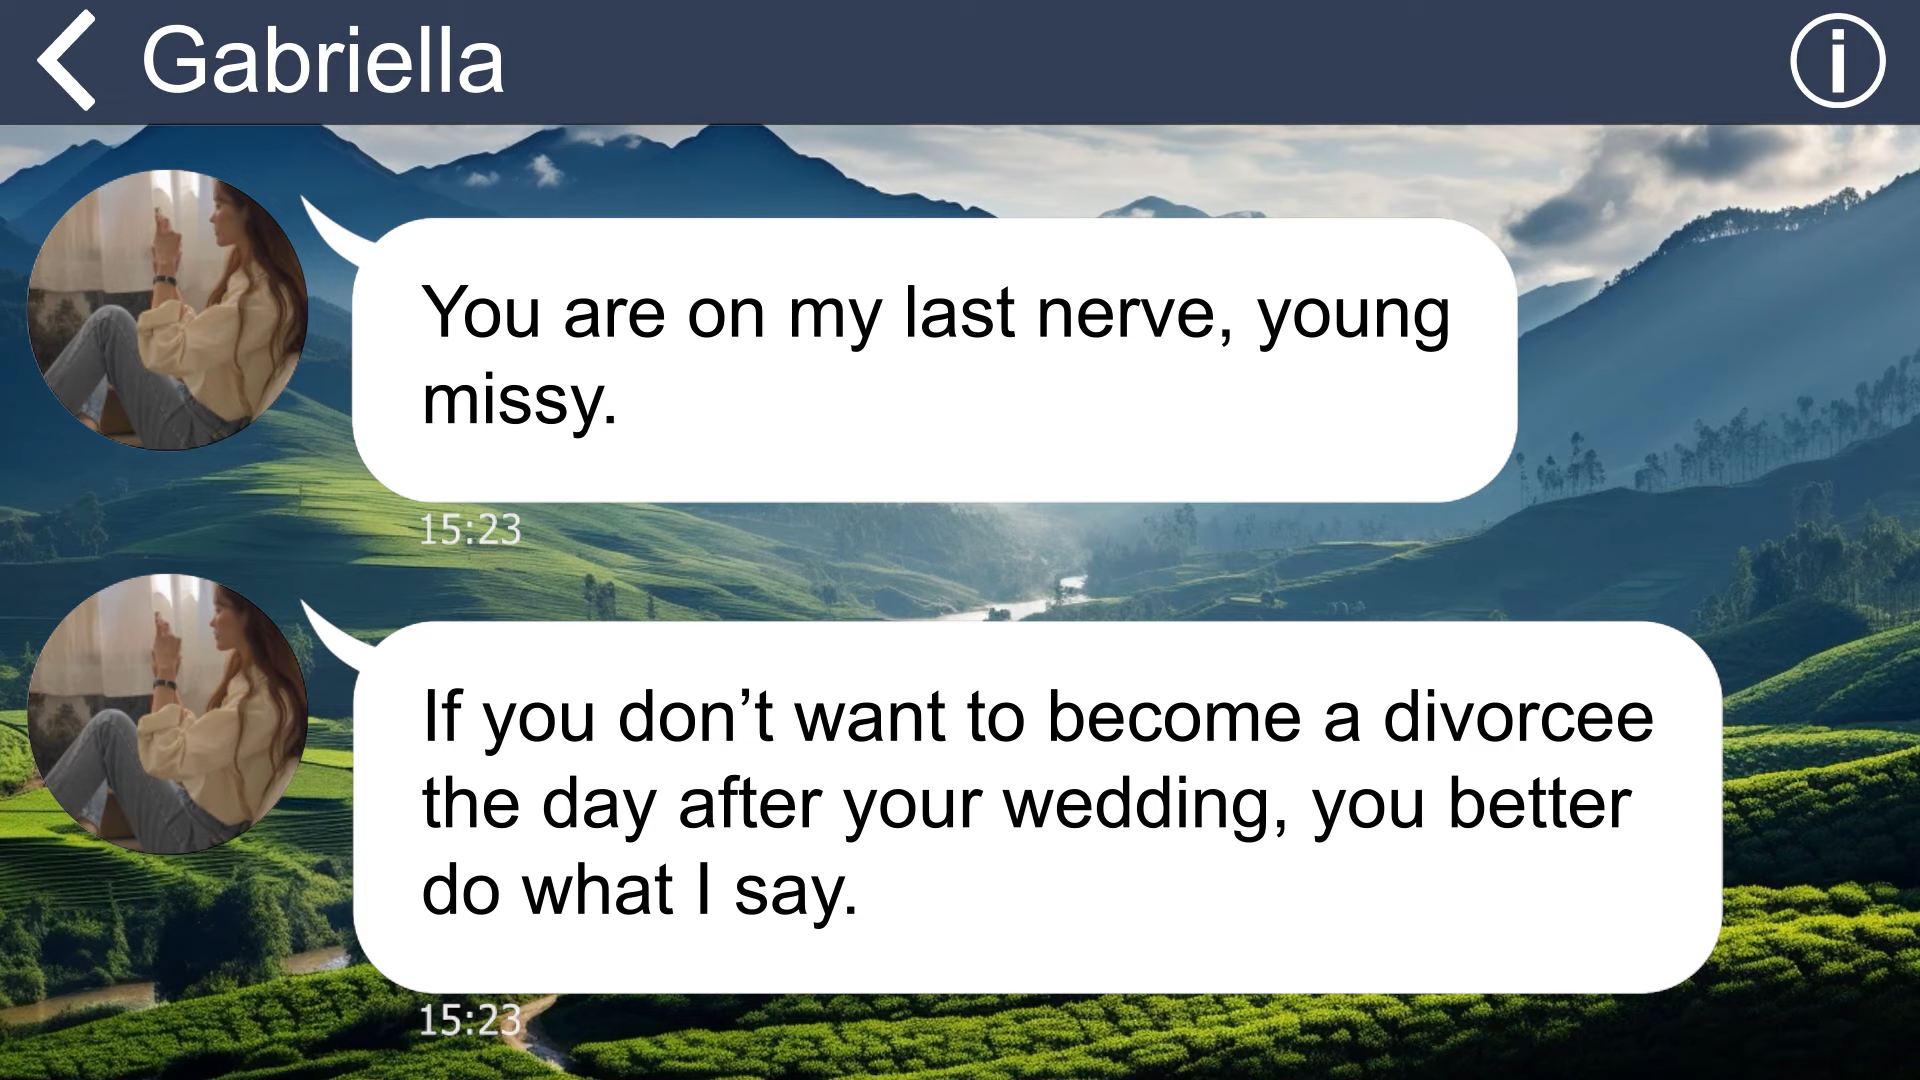 Gabriella
You are on my last nerve, young
missy.
15:23
If you don’t want to become a divorcee
the day after your wedding, you better
do what I say.
15:23